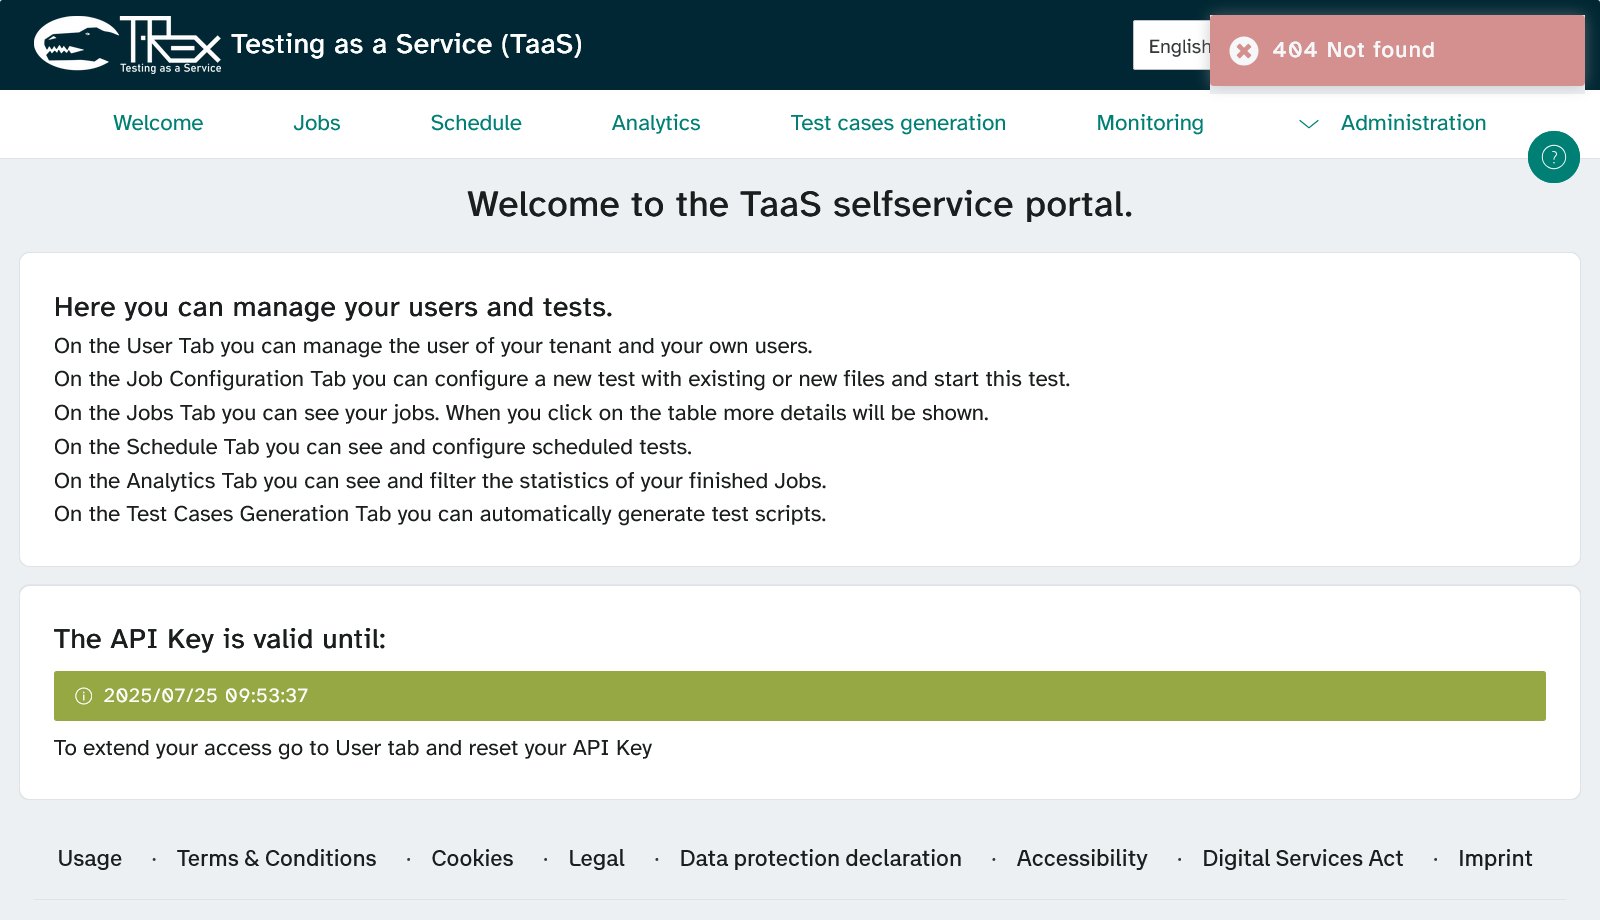 T-Rex
Testing as a Service
Testing as a Service (TaaS)
English
404 Not found
Welcome
Jobs
Schedule
Analytics
Test cases generation
Monitoring
Administration
?
Welcome to the TaaS selfservice portal.
Here you can manage your users and tests.
On the User Tab you can manage the user of your tenant and your own users.
On the Job Configuration Tab you can configure a new test with existing or new files and start this test.
On the Jobs Tab you can see your jobs. When you click on the table more details will be shown.
On the Schedule Tab you can see and configure scheduled tests.
On the Analytics Tab you can see and filter the statistics of your finished Jobs.
On the Test Cases Generation Tab you can automatically generate test scripts.
The API Key is valid until:
2025/07/25 09:53:37
To extend your access go to User tab and reset your API Key
Usage · Terms & Conditions · Cookies · Legal · Data protection declaration · Accessibility · Digital Services Act · Imprint